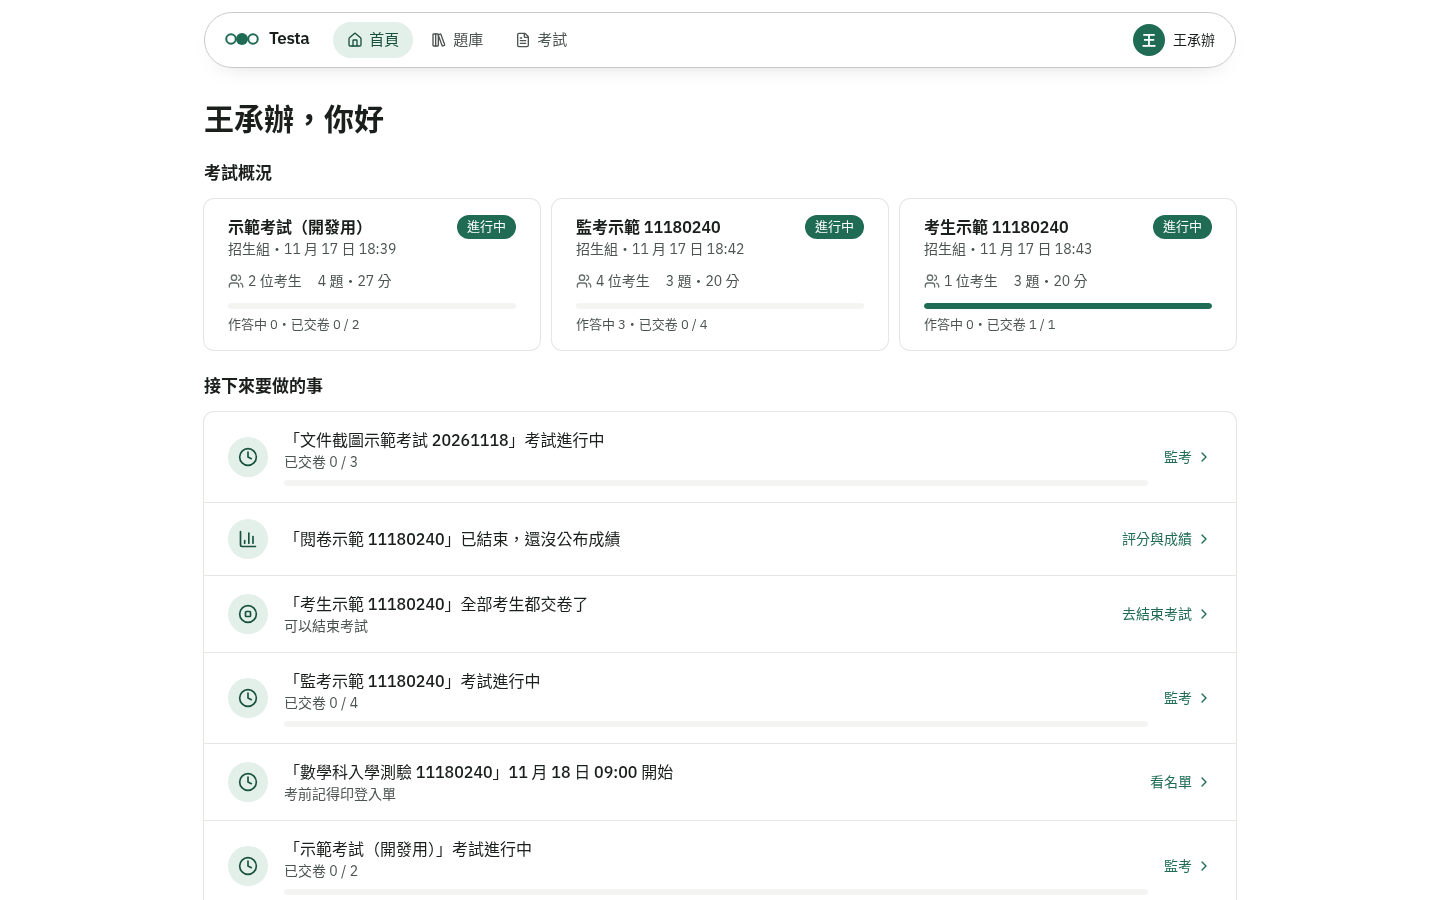 Testa
首頁
題庫
考試
王
王承辦
王承辦，你好
考試概況
示範考試（開發用）
進行中
招生組・11 月 17 日 18:39
2 位考生 4 題・27 分
作答中 0・已交卷 0 / 2
監考示範 11180240
進行中
招生組・11 月 17 日 18:42
4 位考生 3 題・20 分
作答中 3・已交卷 0 / 4
考生示範 11180240
進行中
招生組・11 月 17 日 18:43
1 位考生 3 題・20 分
作答中 0・已交卷 1 / 1
接下來要做的事
「文件截圖示範考試 20261118」考試進行中
已交卷 0 / 3
監考
「閱卷示範 11180240」已結束，還沒公布成績
評分與成績
「考生示範 11180240」全部考生都交卷了
可以結束考試
去結束考試
「監考示範 11180240」考試進行中
已交卷 0 / 4
監考
「數學科入學測驗 11180240」11 月 18 日 09:00 開始
考前記得印登入單
看名單
「示範考試（開發用）」考試進行中
已交卷 0 / 2
監考